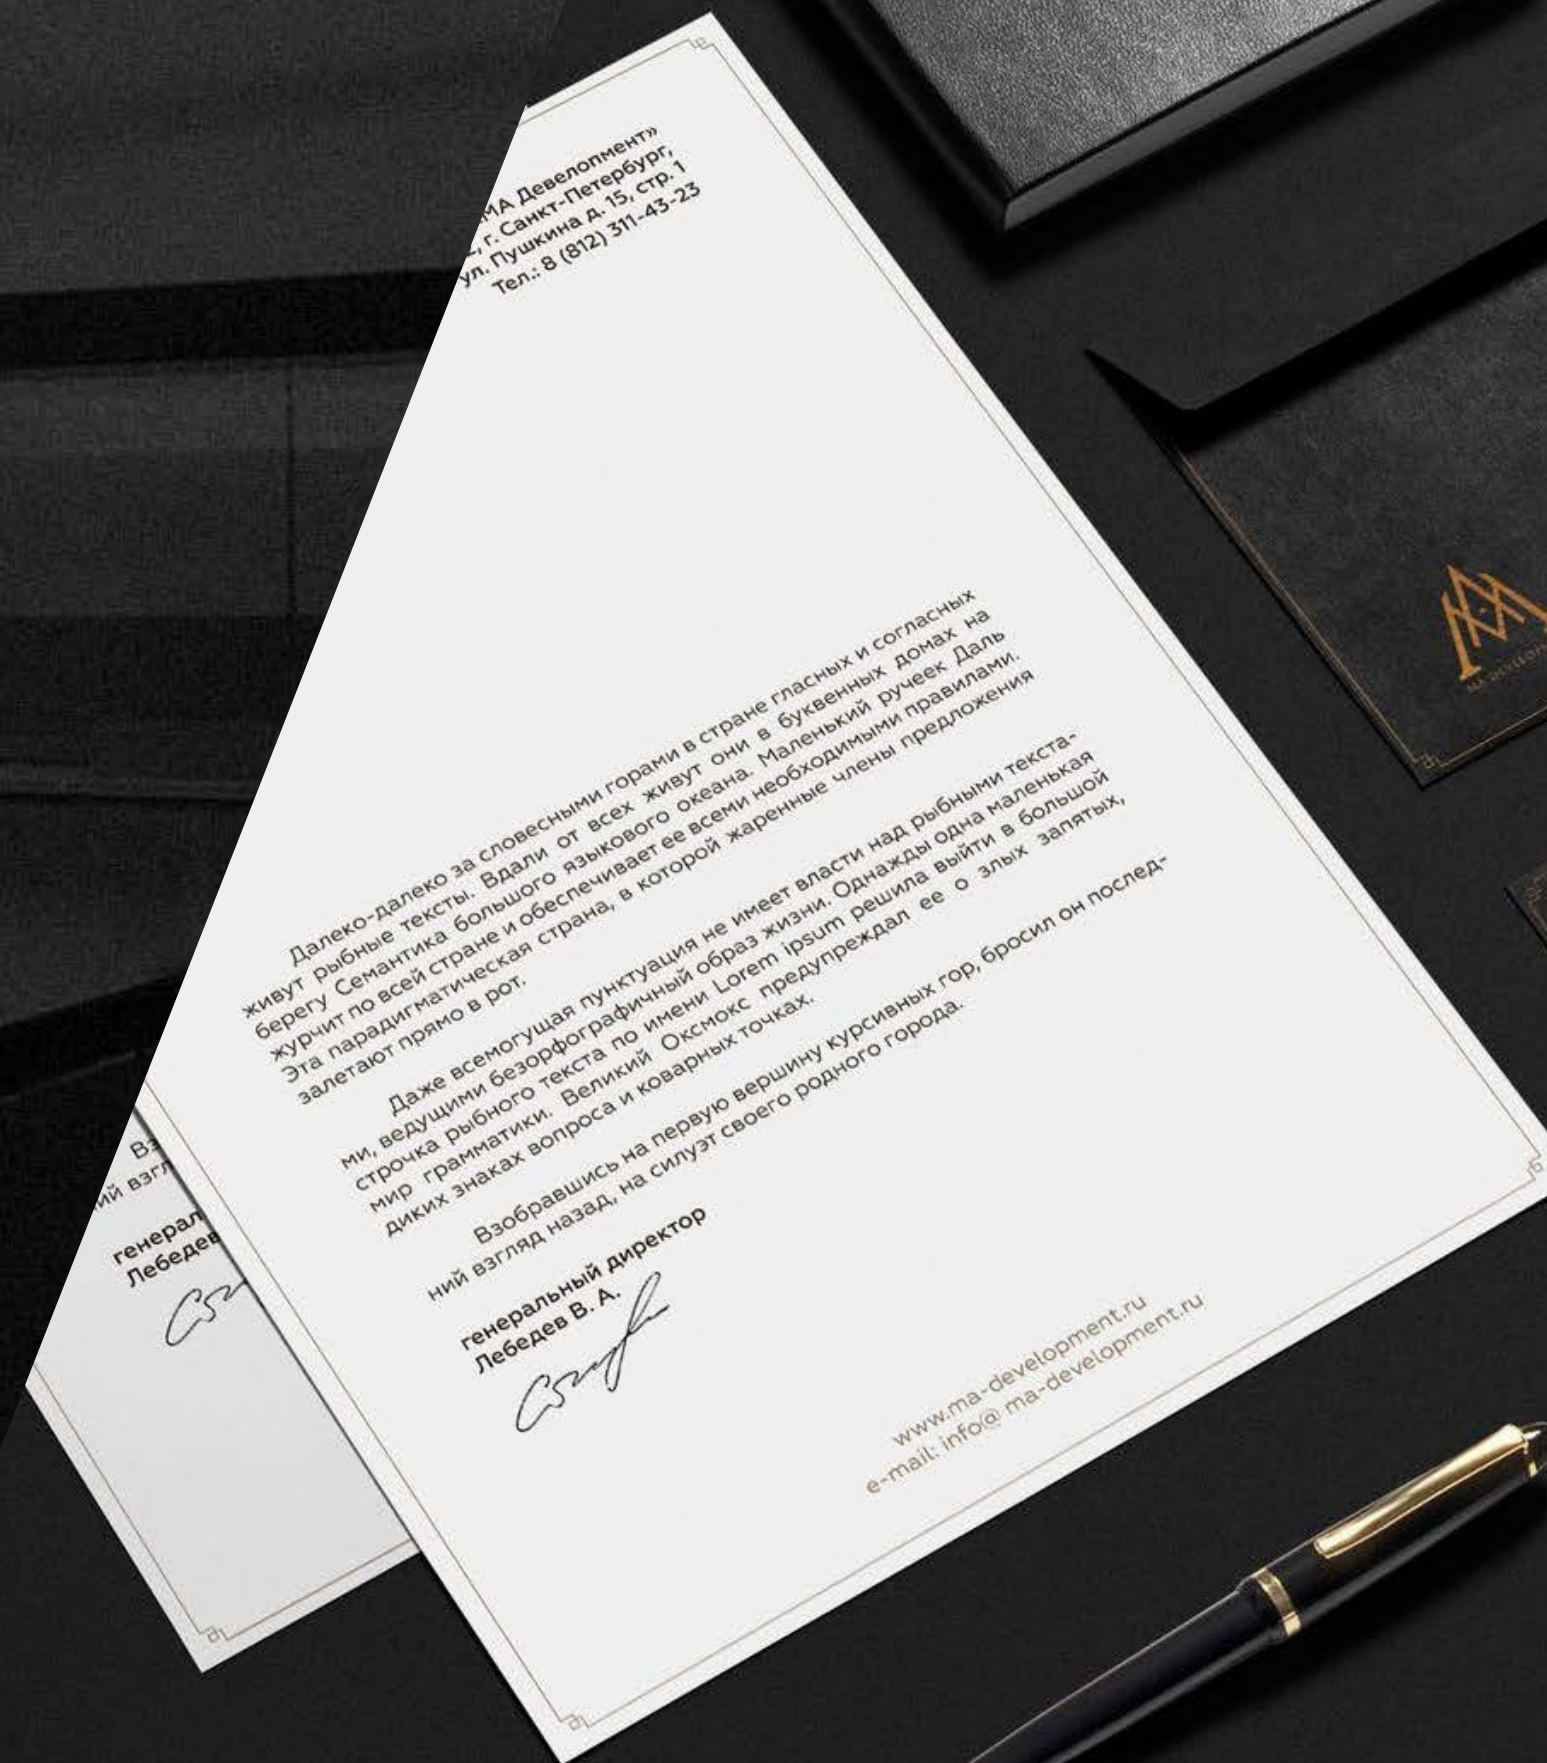 МА Девелопмент»
г. Санкт-Петербург,
ул. Пушкина д. 15, стр. 1
Тел.: 8 (812) 311-43-23
Далеко-далеко за словесными горами в стране гласных и согласных
живут рыбные тексты. Вдали от всех живут они в буквенных домах на
берегу Семантика большого языкового океана. Маленький ручеек Даль
журчит по всей стране и обеспечивает ее всеми необходимыми правилами.
Эта парадигматическая страна, в которой жаренные члены предложения
залетают прямо в рот.
Даже всемогущая пунктуация не имеет власти над рыбными текста-
ми, ведущими безорфографичный образ жизни. Однажды одна маленькая
строчка рыбного текста по имени Lorem ipsum решила выйти в большой
мир грамматики. Великий Оксмокс предупреждал ее о злых запятых,
диких знаках вопроса и коварных точках.
Взобравшись на первую вершину курсивных гор, бросил он послед-
ний взгляд назад, на силуэт своего родного города.
генеральный директор
Лебедев В. А.
www.ma-development.ru
e-mail: info@ ma-development.ru
Вз
ий взгл
генерал
Лебедев